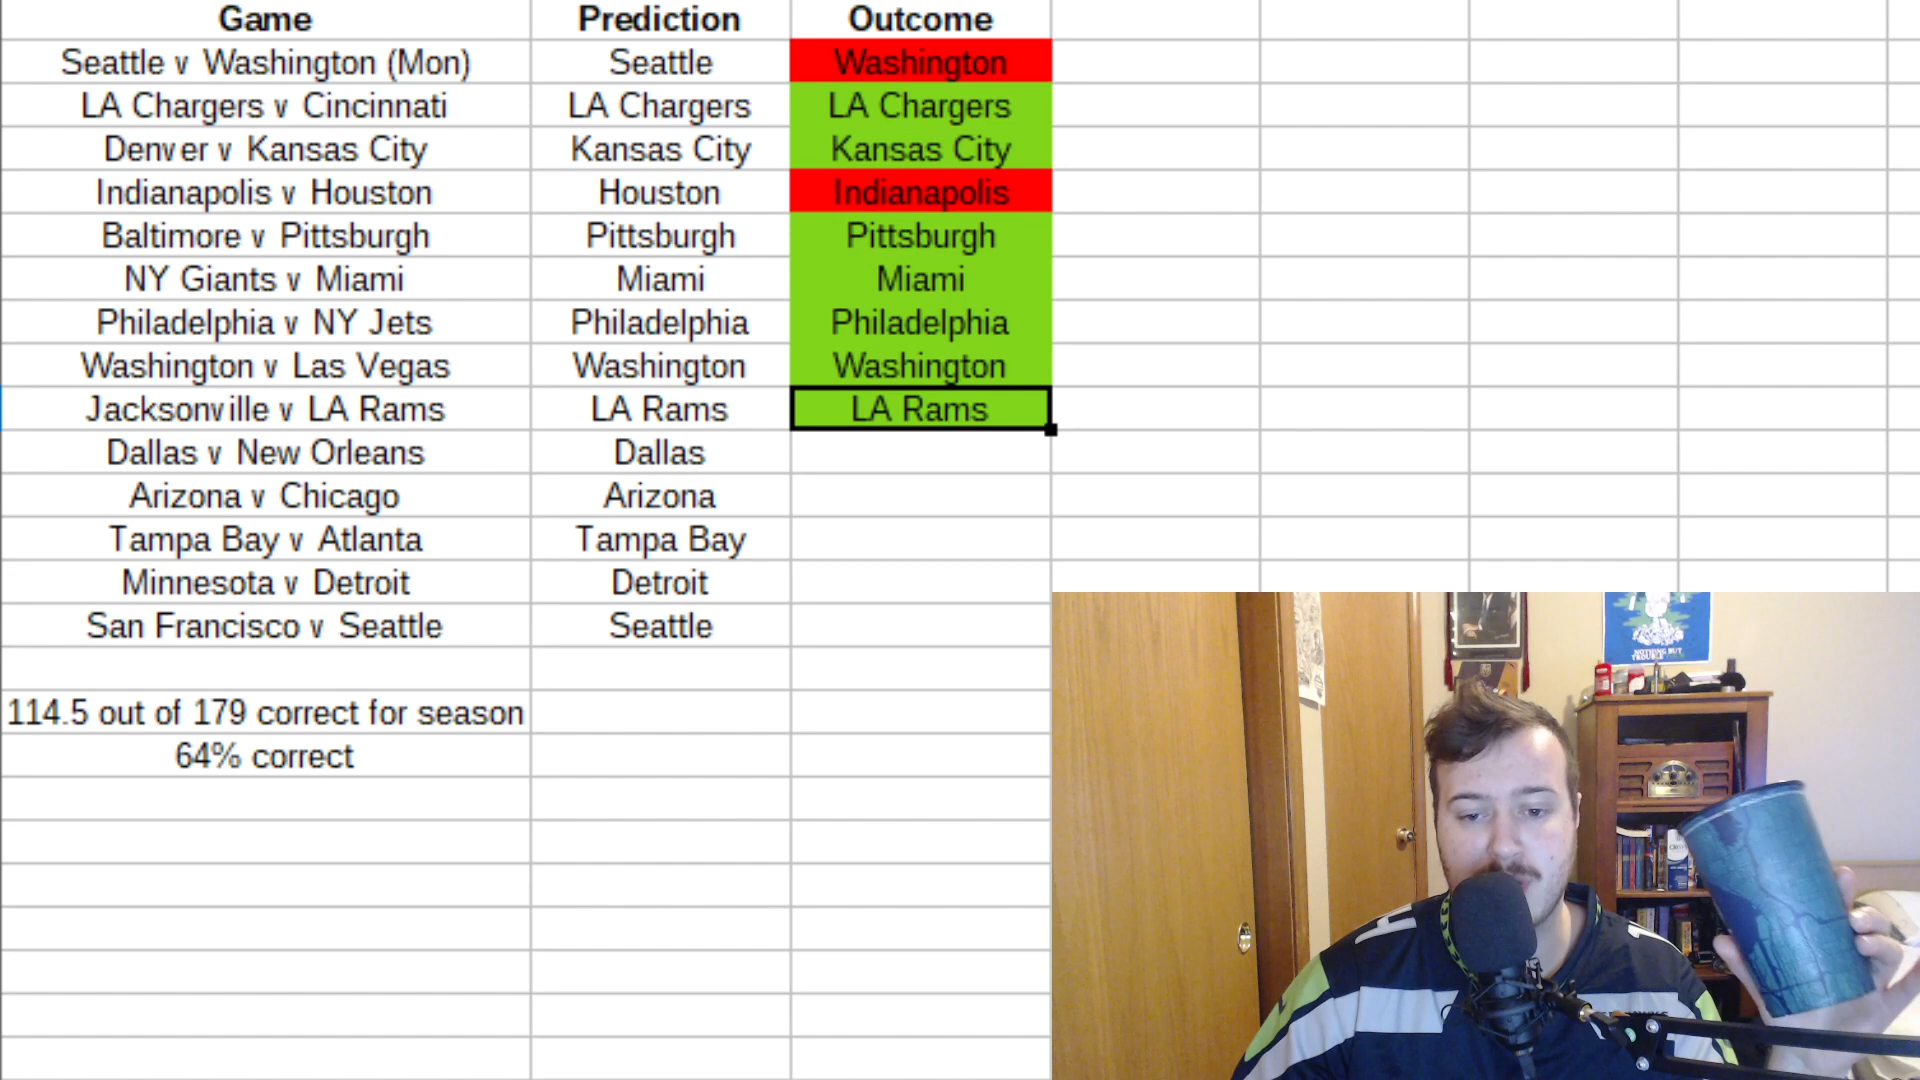 Game Prediction Outcome
Seattle v Washington (Mon) Seattle Washington
LA Chargers v Cincinnati LA Chargers LA Chargers
Denver v Kansas City Kansas City Kansas City
Indianapolis v Houston Houston Indianapolis
Baltimore v Pittsburgh Pittsburgh Pittsburgh
NY Giants v Miami Miami Miami
Philadelphia v NY Jets Philadelphia Philadelphia
Washington v Las Vegas Washington Washington
Jacksonville v LA Rams LA Rams LA Rams
Dallas v New Orleans Dallas
Arizona v Chicago Arizona
Tampa Bay v Atlanta Tampa Bay
Minnesota v Detroit Detroit
San Francisco v Seattle Seattle
114.5 out of 179 correct for season
64% correct
NOTHING BUT
TROUBLE